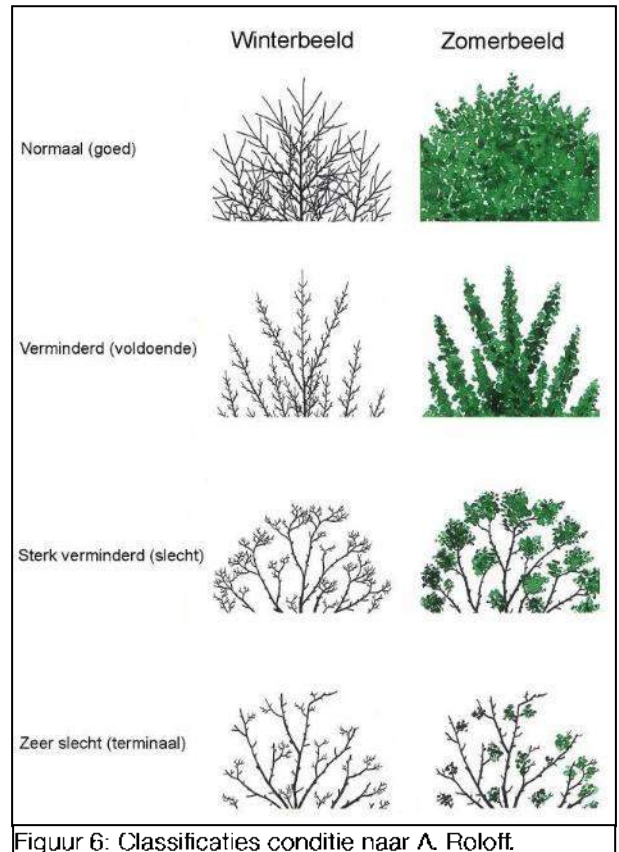 Winterbeeld Zomerbeeld
Normaal (goed)
Verminderd (voldoende)
Sterk verminderd (slecht)
Zeer slecht (terminaal)
Figuur 6: Classificaties conditie naar A. Roloff.